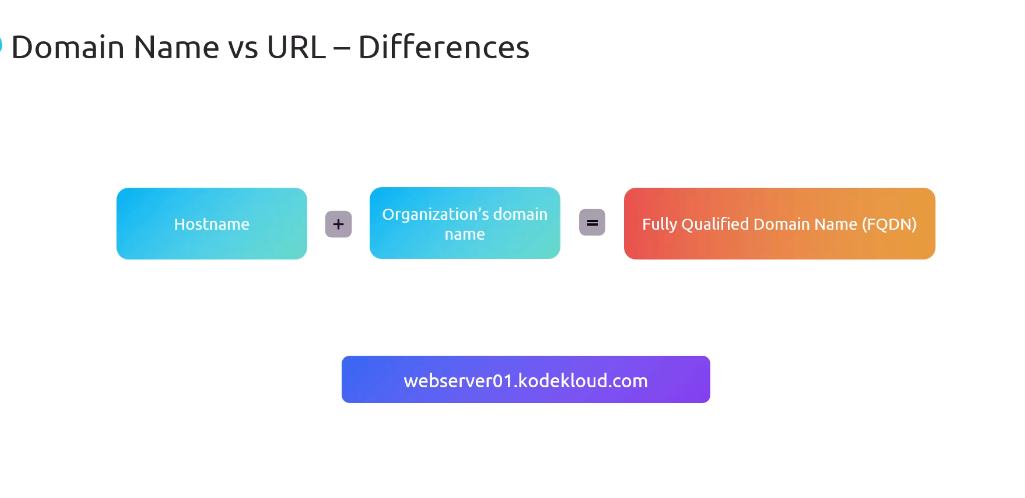 Domain Name vs URL – Differences
Hostname
+
Organization's domain
name
=
Fully Qualified Domain Name (FQDN)
webserver01.kodekloud.com